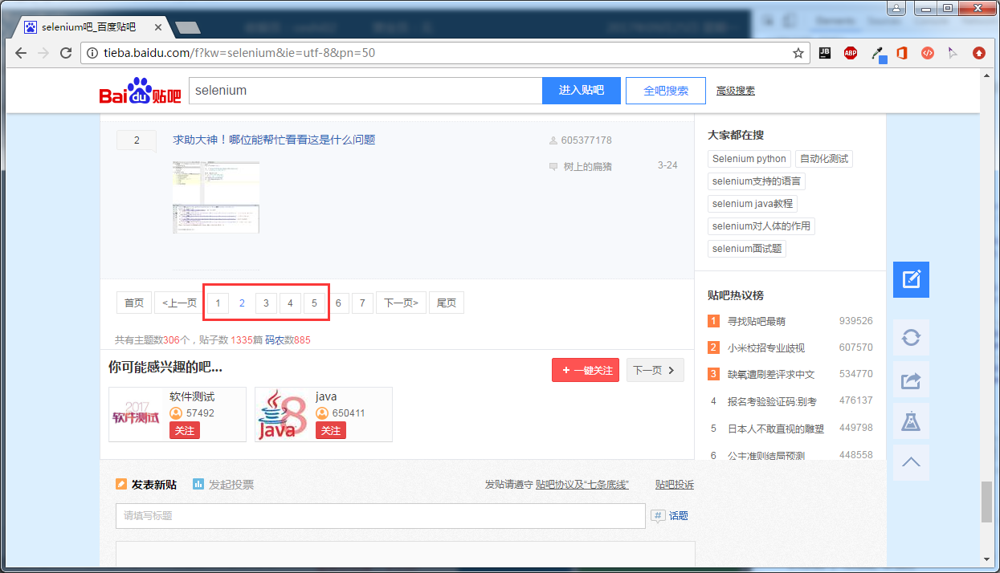 selenium吧_百度贴吧
Elements
tieba.baidu.com/f?kw=selenium&ie=utf-8&pn=50
JB
ABP
Bai du 贴吧
selenium
进入贴吧
全吧搜索
高级搜索
2
求助大神！哪位能帮忙看看这是什么问题
605377178
树上的扁猪
3-24
首页
<上一页
1
2
3
4
5
6
7
下一页>
尾页
共有主题数306个，贴子数 1335篇 码农数885
你可能感兴趣的吧...
+ 一键关注
下一页 >
2017
软件测试
软件测试
57492
关注
8
Java
java
650411
关注
大家都在搜
Selenium python
自动化测试
selenium支持的语言
selenium java教程
selenium对人体的作用
selenium面试题
贴吧热议榜
1 寻找贴吧最萌 939526
2 小米校招专业歧视 607570
3 缺氧遭刷差评求中文 534770
4 报名考验验证码:别考 476137
5 日本人不敢直视的雕塑 449798
6 公主准则结局预测 448558
发表新贴
发起投票
发贴请遵守 贴吧协议及“七条底线”
贴吧投诉
请填写标题
# 话题